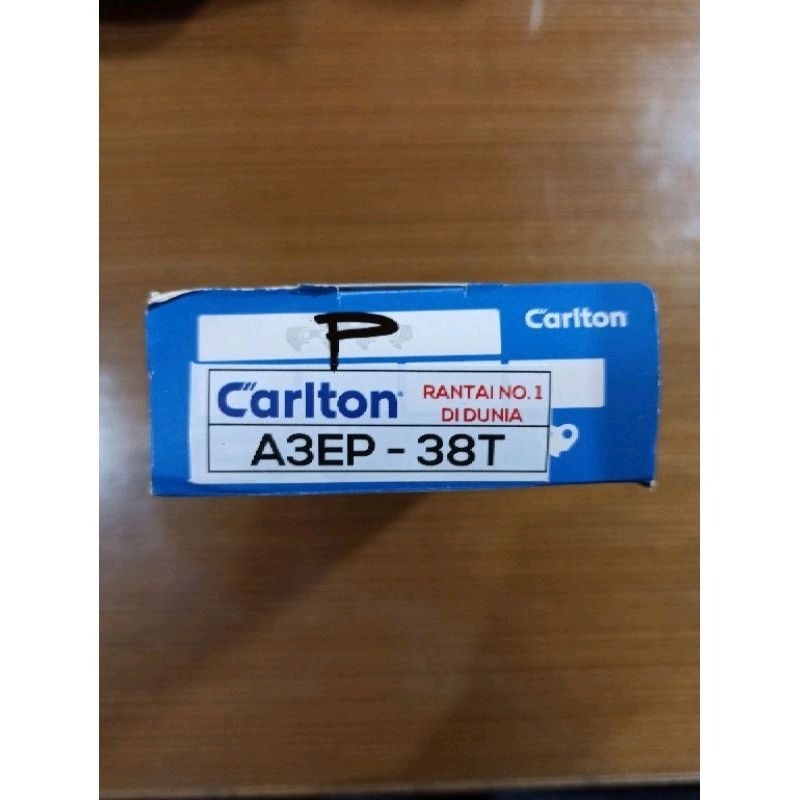 P
Carlton
Carlton
RANTAI NO. 1
DI DUNIA
A3EP - 38T